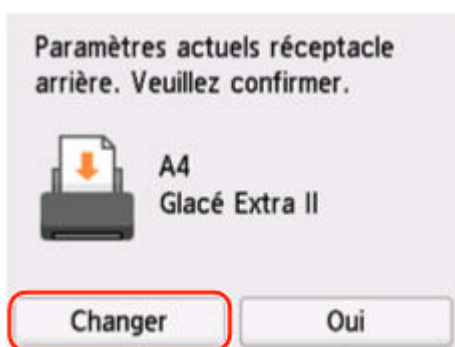 Paramètres actuels réceptacle
arrière. Veuillez confirmer.
A4
Glacé Extra II
Changer
Oui